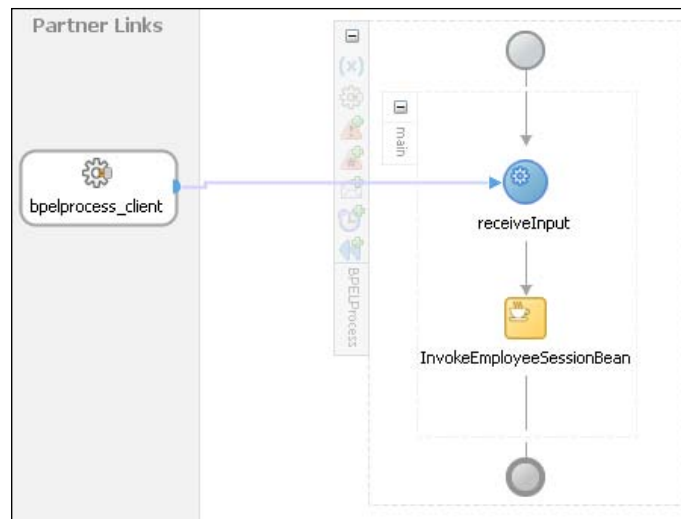 Partner Links
bpelprocess_client
(x)
main
BPELProcess
receiveInput
InvokeEmployeeSessionBean